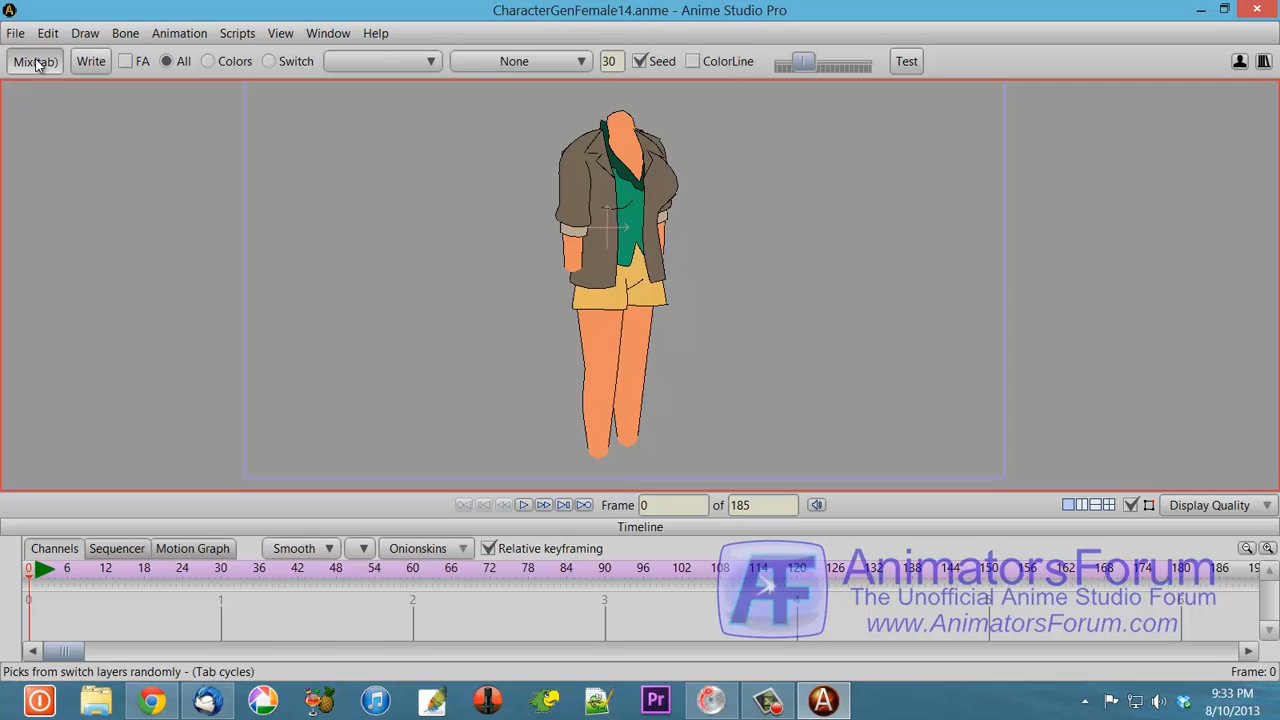 CharacterGenFemale14.anme - Anime Studio Pro
File Edit Draw Bone Animation Scripts View Window Help
Write FA All Colors Switch None 30 Seed ColorLine Test
Frame 0 of 185 Display Quality
Timeline
Channels Sequencer Motion Graph Smooth Onionskins Relative keyframing
0 6 12 18 24 30 36 42 48 54 60 66 72 78 84 90 96 102 108 114 120 126 132 138 144 150 156 162 168 174 180 186
0 1 2 3
AF AnimatorsForum
The Unofficial Anime Studio Forum
www.AnimatorsForum.com
Picks from switch layers randomly - (Tab cycles) Frame: 0
Pr A
9:33 PM
8/10/2013